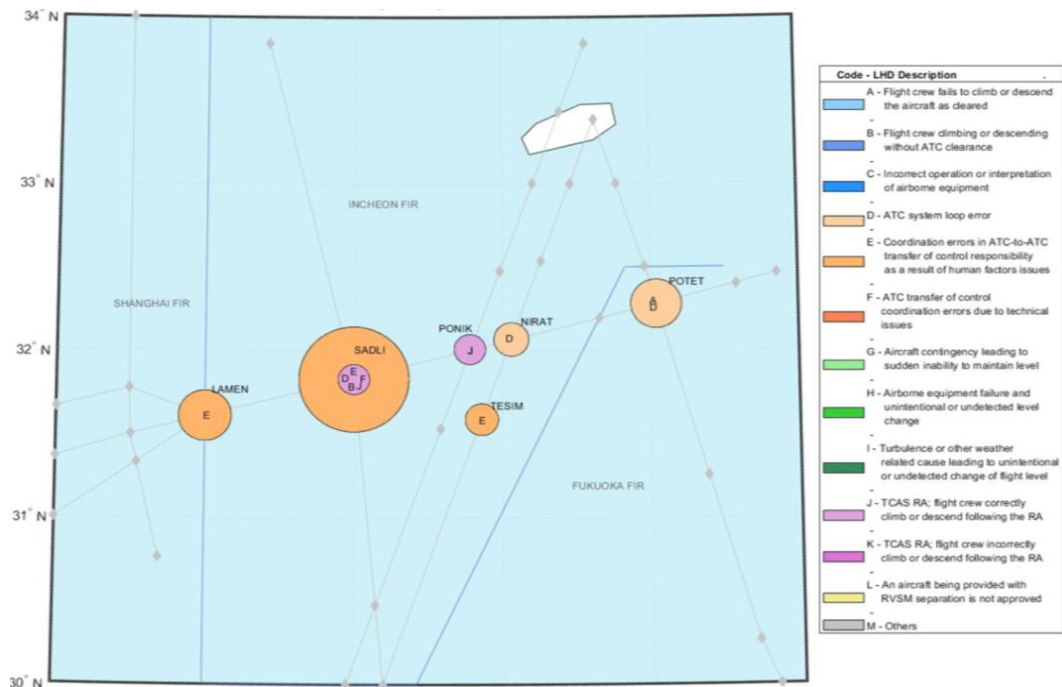 34° N
33° N
32° N
31° N
30° N
INCHEON FIR
SHANGHAI FIR
FUKUOKA FIR
POTET
A
D
NIRAT
D
PONIK
J
SADLI
E
D F
B J
LAMEN
E
TESIM
E
Code - LHD Description -
A - Flight crew fails to climb or descend
the aircraft as cleared
-
B - Flight crew climbing or descending
without ATC clearance
-
C - Incorrect operation or interpretation
of airborne equipment
-
D - ATC system loop error
-
E - Coordination errors in ATC-to-ATC
transfer of control responsibility
as a result of human factors issues
-
F - ATC transfer of control
coordination errors due to technical
issues
-
G - Aircraft contingency leading to
sudden inability to maintain level
-
H - Airborne equipment failure and
unintentional or undetected level
change
-
I - Turbulence or other weather
related cause leading to unintentional
or undetected change of flight level
-
J - TCAS RA; flight crew correctly
climb or descend following the RA
-
K - TCAS RA; flight crew incorrectly
climb or descend following the RA
-
L - An aircraft being provided with
RVSM separation is not approved
-
M - Others